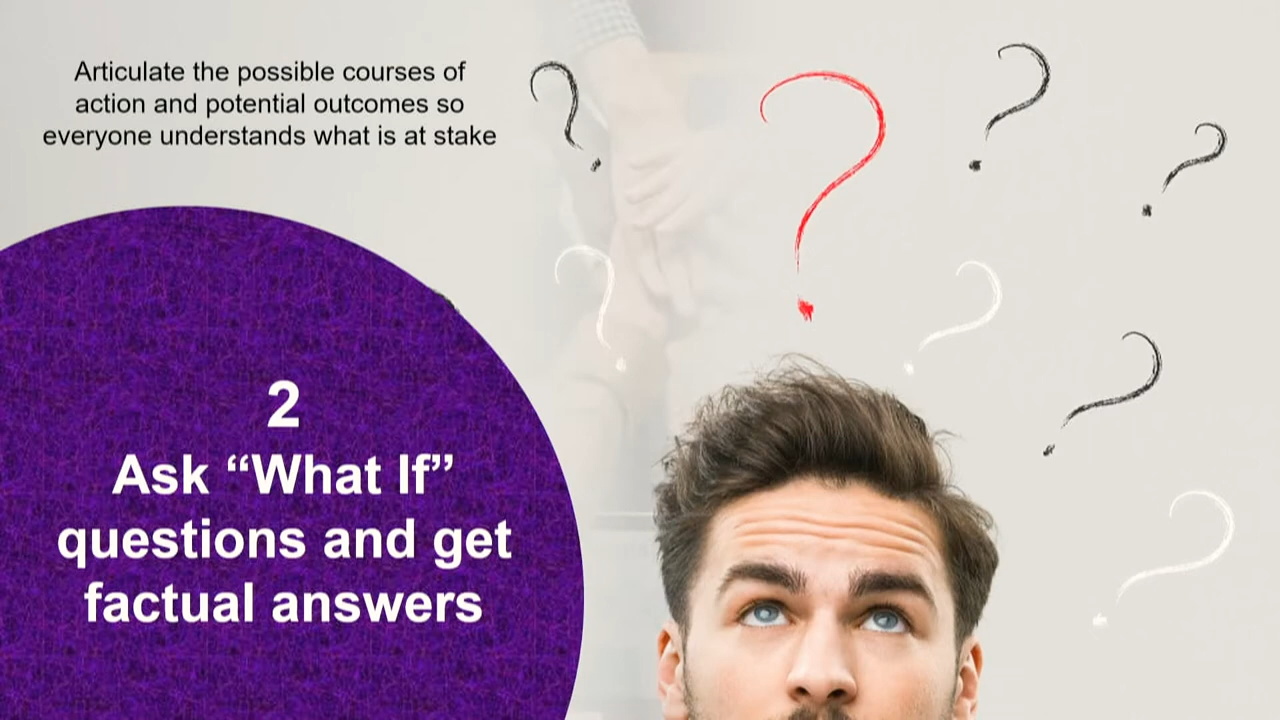 Articulate the possible courses of
action and potential outcomes so
everyone understands what is at stake
2
Ask “What If”
questions and get
factual answers